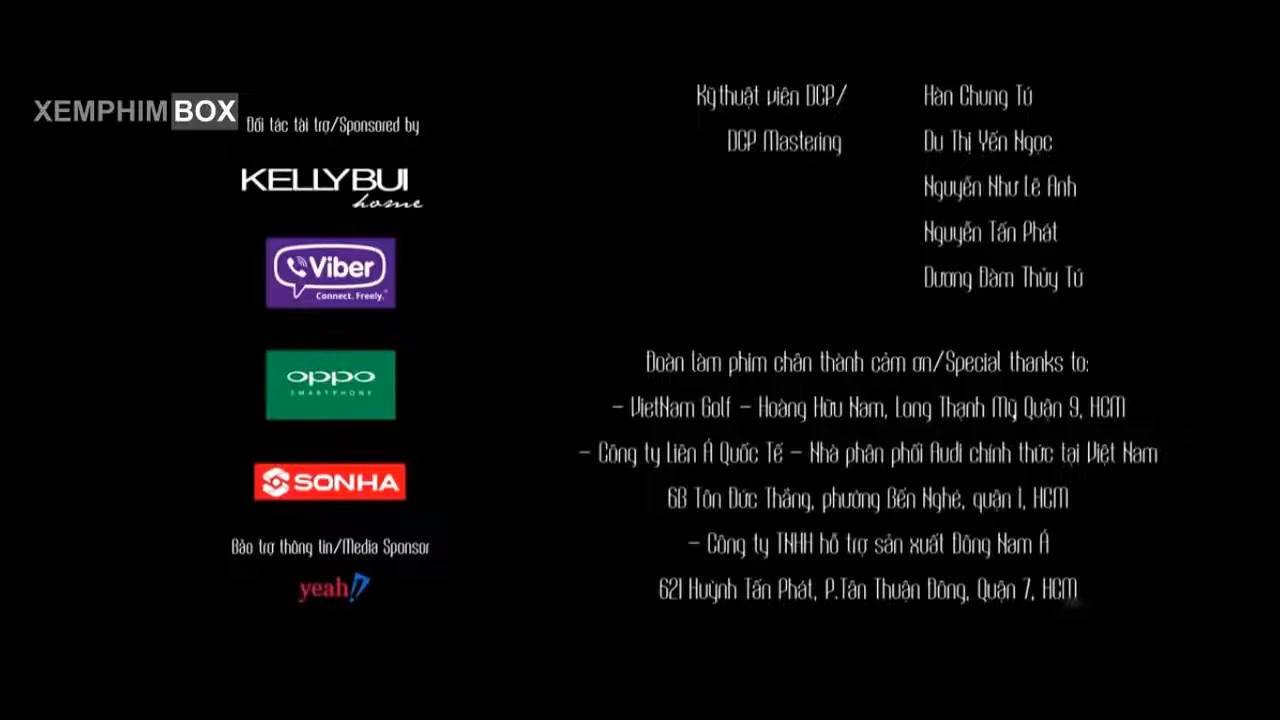 XEMPHIMBOX
Đối tác tài trợ/Sponsored by
KELLYBUI
home
Viber
Connect. Freely.™
oppo
SMARTPHONE
SONHA
Bảo trợ thông tin/Media Sponsor
yeah!
Kỹ thuật viên DCP/
DCP Mastering
Hàn Chung Tú
Du Thị Yến Ngọc
Nguyễn Như Lê Anh
Nguyễn Tấn Phát
Dương Đàm Thủy Tú
Đoàn làm phim chân thành cảm ơn/Special thanks to:
– VietNam Golf – Hoàng Hữu Nam, Long Thạnh Mỹ Quận 9, HCM
– Công ty Liên Á Quốc Tế – Nhà phân phối Audi chính thức tại Việt Nam
6B Tôn Đức Thắng, phường Bến Nghé, quận 1, HCM
– Công ty TNHH hỗ trợ sản xuất Đông Nam Á
621 Huỳnh Tấn Phát, P.Tân Thuận Đông, Quận 7, HCM